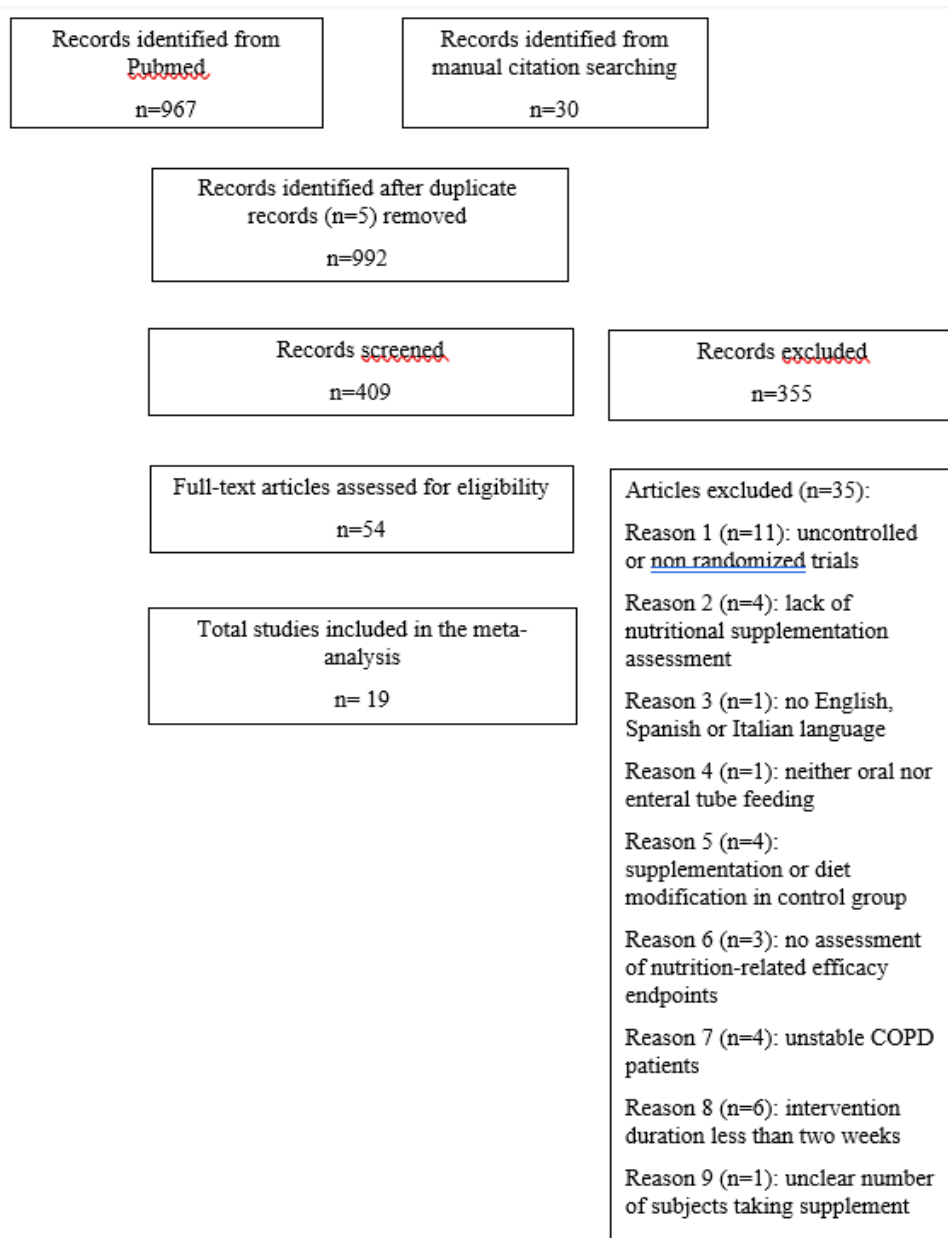 Records identified from
Pubmed
n=967
Records identified from
manual citation searching
n=30
Records identified after duplicate
records (n=5) removed
n=992
Records screened
n=409
Records excluded
n=355
Full-text articles assessed for eligibility
n=54
Articles excluded (n=35):
Reason 1 (n=11): uncontrolled
or non randomized trials
Reason 2 (n=4): lack of
nutritional supplementation
assessment
Reason 3 (n=1): no English,
Spanish or Italian language
Reason 4 (n=1): neither oral nor
enteral tube feeding
Reason 5 (n=4):
supplementation or diet
modification in control group
Reason 6 (n=3): no assessment
of nutrition-related efficacy
endpoints
Reason 7 (n=4): unstable COPD
patients
Reason 8 (n=6): intervention
duration less than two weeks
Reason 9 (n=1): unclear number
of subjects taking supplement
Total studies included in the meta-
analysis
n= 19